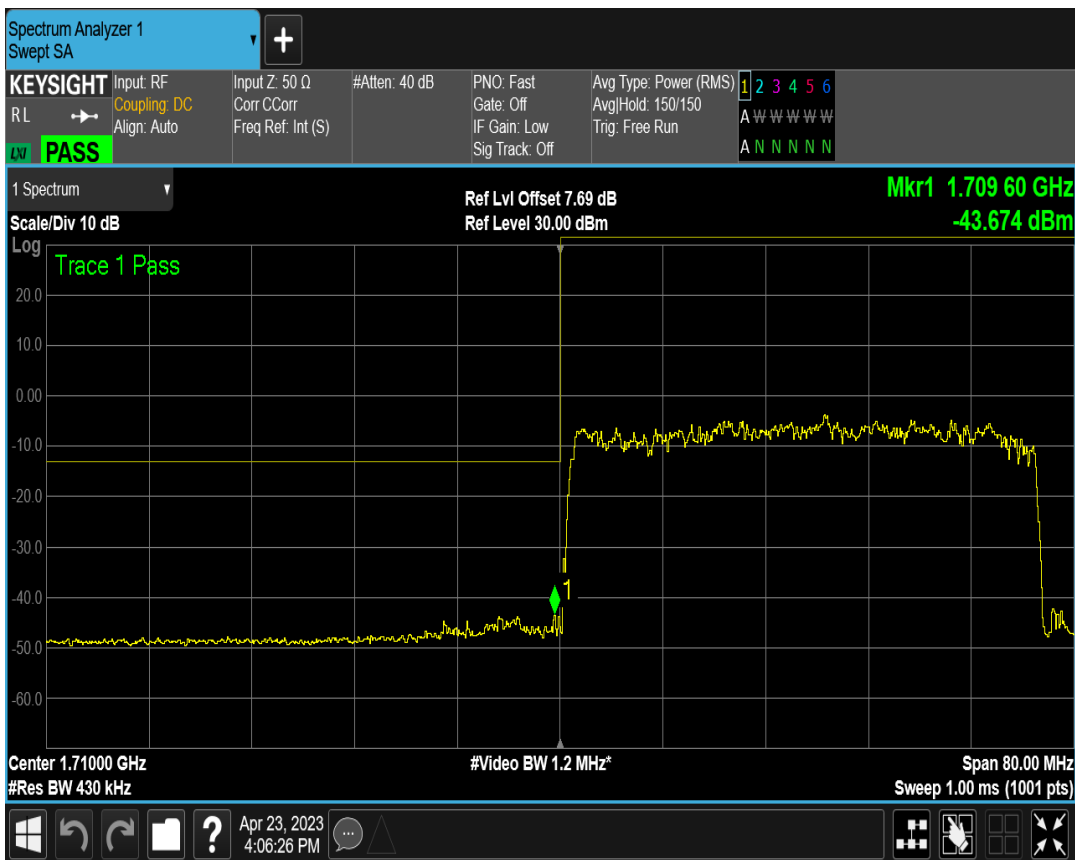 Spectrum Analyzer 1
Swept SA
+
KEYSIGHT
RL
LXI
PASS
Input: RF
Coupling: DC
Align: Auto
Input Z: 50 Ω
Corr CCorr
Freq Ref: Int (S)
#Atten: 40 dB
PNO: Fast
Gate: Off
IF Gain: Low
Sig Track: Off
Avg Type: Power (RMS)
Avg|Hold: 150/150
Trig: Free Run
1 2 3 4 5 6
A W W W W W
A N N N N N
1 Spectrum
Scale/Div 10 dB
Ref Lvl Offset 7.69 dB
Ref Level 30.00 dBm
Mkr1 1.709 60 GHz
-43.674 dBm
Log
Trace 1 Pass
20.0
10.0
0.00
-10.0
-20.0
-30.0
-40.0
-50.0
-60.0
1
Center 1.71000 GHz
#Res BW 430 kHz
#Video BW 1.2 MHz*
Span 80.00 MHz
Sweep 1.00 ms (1001 pts)
?
Apr 23, 2023
4:06:26 PM